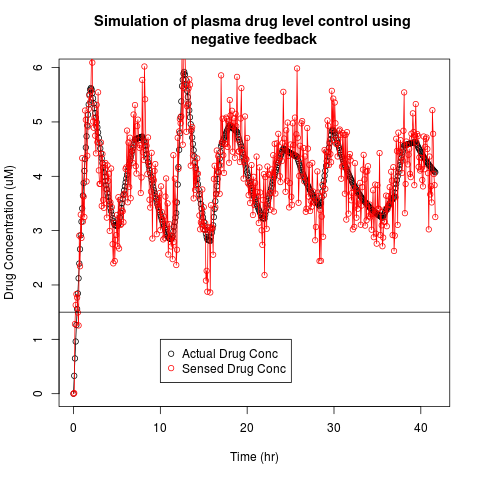 Simulation of plasma drug level control using
negative feedback
Drug Concentration (uM)
6
5
4
3
2
1
0
Actual Drug Conc
Sensed Drug Conc
0 10 20 30 40
Time (hr)